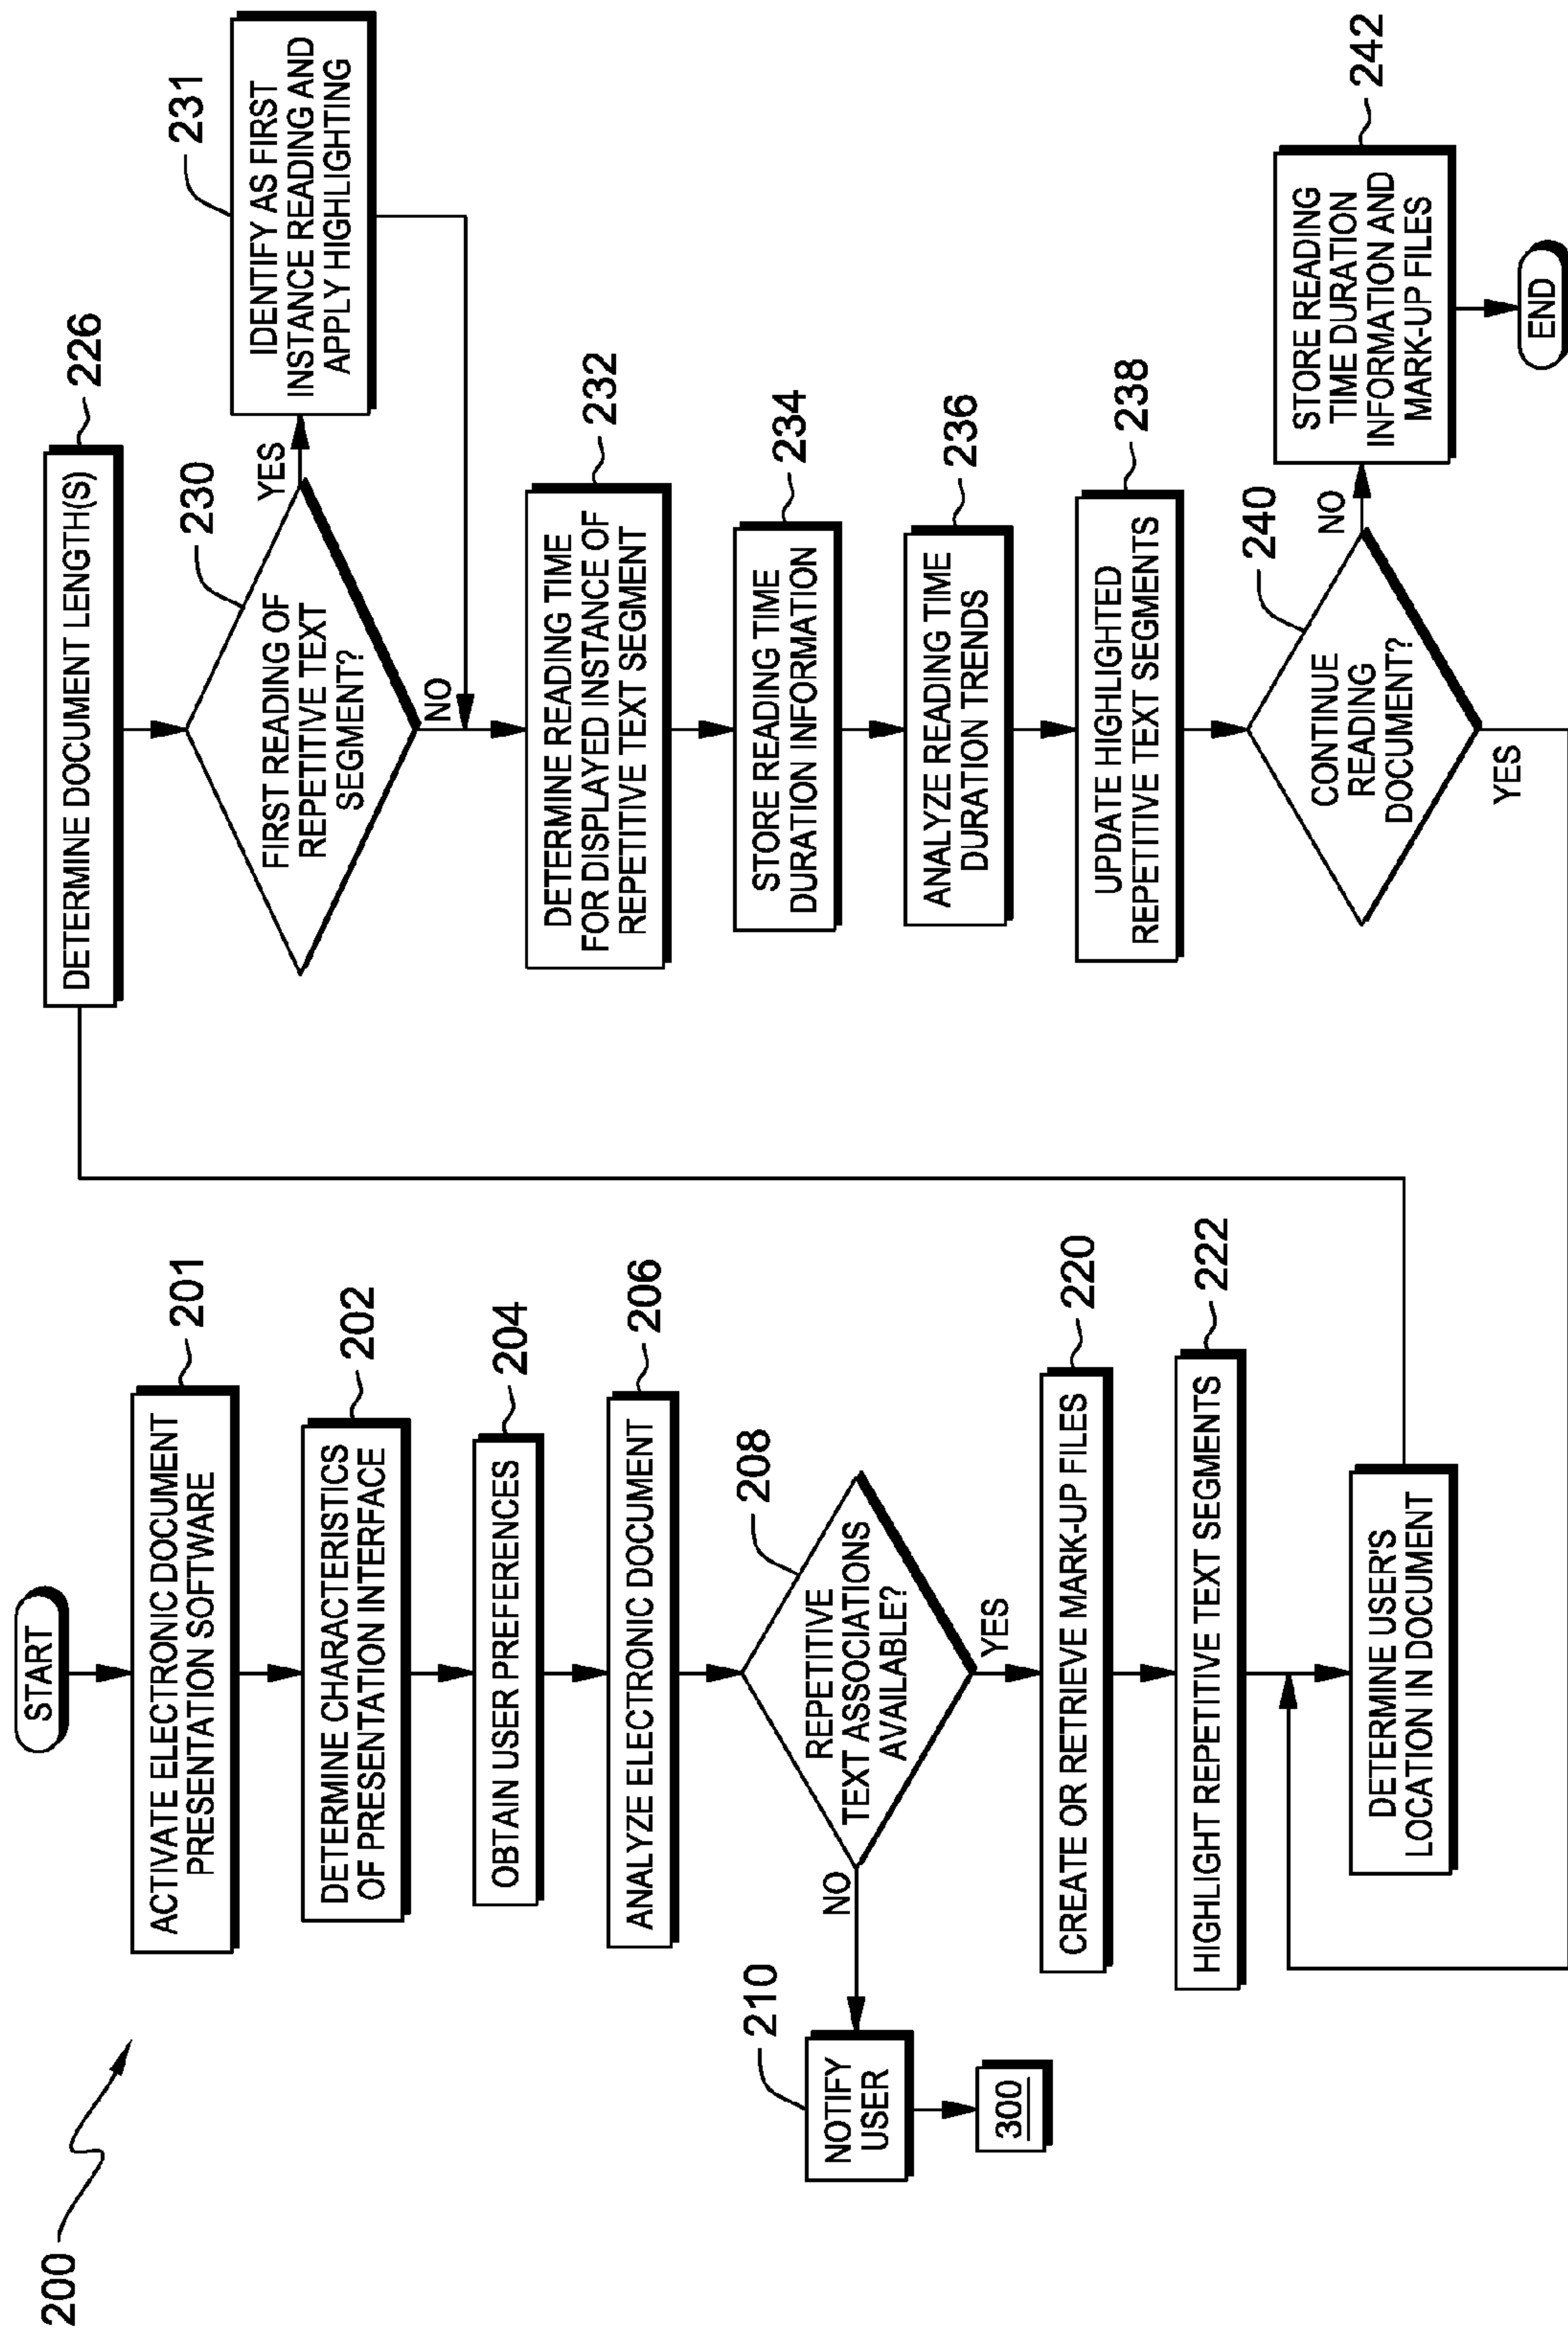 200
START
ACTIVATE ELECTRONIC DOCUMENT
PRESENTATION SOFTWARE
201
DETERMINE CHARACTERISTICS
OF PRESENTATION INTERFACE
202
OBTAIN USER PREFERENCES
204
ANALYZE ELECTRONIC DOCUMENT
206
REPETITIVE
TEXT ASSOCIATIONS
AVAILABLE?
208
NO
NOTIFY
USER
210
300
YES
CREATE OR RETRIEVE MARK-UP FILES
220
HIGHLIGHT REPETITIVE TEXT SEGMENTS
222
DETERMINE USER'S
LOCATION IN DOCUMENT
DETERMINE DOCUMENT LENGTH(S)
226
FIRST READING OF
REPETITIVE TEXT
SEGMENT?
230
YES
IDENTIFY AS FIRST
INSTANCE READING AND
APPLY HIGHLIGHTING
231
NO
DETERMINE READING TIME
FOR DISPLAYED INSTANCE OF
REPETITIVE TEXT SEGMENT
232
STORE READING TIME
DURATION INFORMATION
234
ANALYZE READING TIME
DURATION TRENDS
236
UPDATE HIGHLIGHTED
REPETITIVE TEXT SEGMENTS
238
CONTINUE
READING
DOCUMENT?
240
NO
STORE READING
TIME DURATION
INFORMATION AND
MARK-UP FILES
242
END
YES